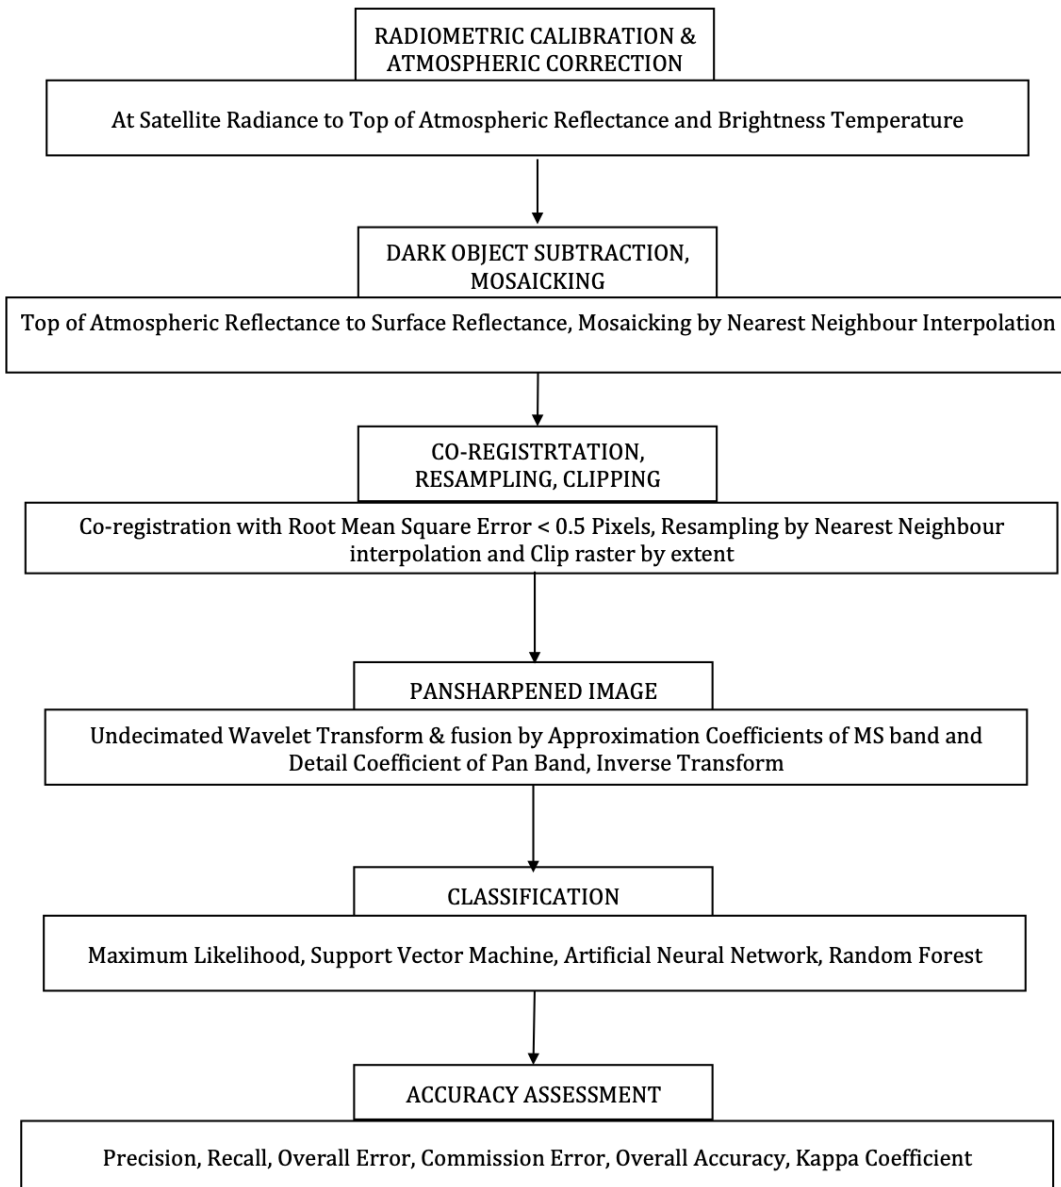 RADIOMETRIC CALIBRATION &
ATMOSPHERIC CORRECTION
At Satellite Radiance to Top of Atmospheric Reflectance and Brightness Temperature
DARK OBJECT SUBTRACTION,
MOSAICKING
Top of Atmospheric Reflectance to Surface Reflectance, Mosaicking by Nearest Neighbour Interpolation
CO-REGISTRTATION,
RESAMPLING, CLIPPING
Co-registration with Root Mean Square Error < 0.5 Pixels, Resampling by Nearest Neighbour
interpolation and Clip raster by extent
PANSHARPENED IMAGE
Undecimated Wavelet Transform & fusion by Approximation Coefficients of MS band and
Detail Coefficient of Pan Band, Inverse Transform
CLASSIFICATION
Maximum Likelihood, Support Vector Machine, Artificial Neural Network, Random Forest
ACCURACY ASSESSMENT
Precision, Recall, Overall Error, Commission Error, Overall Accuracy, Kappa Coefficient